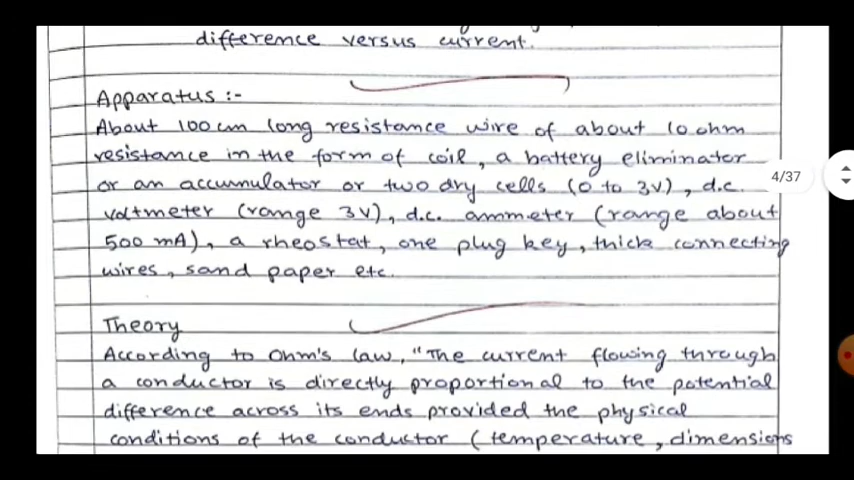 difference versus current.
Apparatus :-
About 100 cm long resistance wire of about 10 ohm
resistance in the form of coil, a battery eliminator
or an accumulator or two dry cells (0 to 3V), d.c.
4/37
voltmeter (range 3V), d.c. ammeter (range about
500 mA), a rheostat, one plug key, thick connecting
wires, sand paper etc.
Theory
According to Ohm's law, "The current flowing through
a conductor is directly proportional to the potential
difference across its ends provided the physical
conditions of the conductor (temperature, dimensions